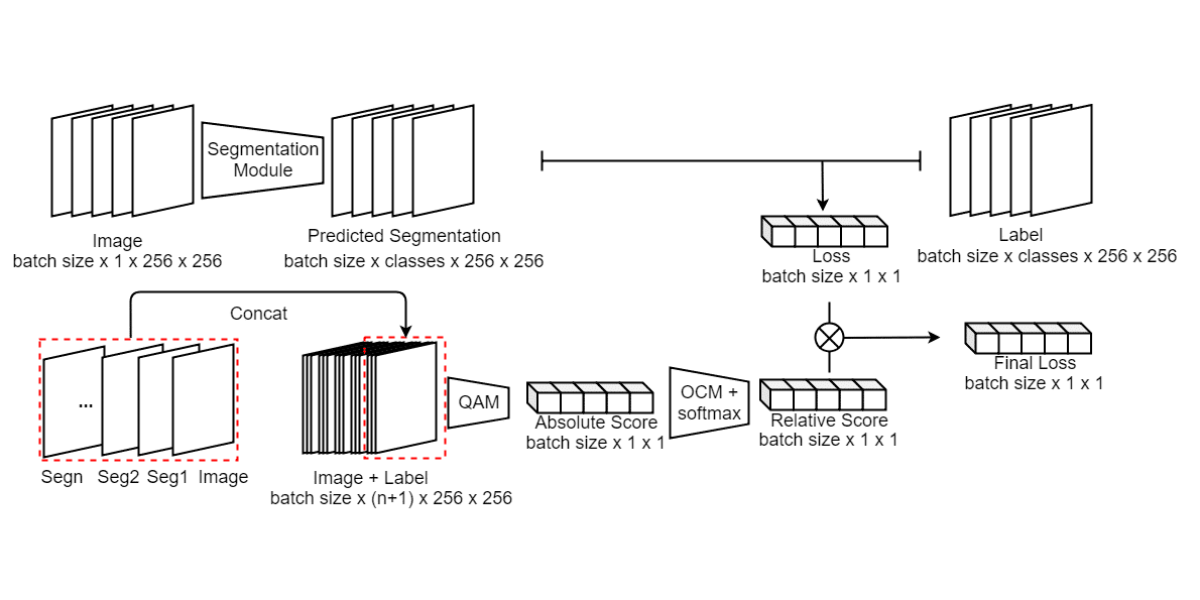 Segmentation
Module
Image
batch size x 1 x 256 x 256
Predicted Segmentation
batch size x classes x 256 x 256
Loss
batch size x 1 x 1
Label
batch size x classes x 256 x 256
Concat
...
Segn Seg2 Seg1 Image
Image + Label
batch size x (n+1) x 256 x 256
QAM
Absolute Score
batch size x 1 x 1
OCM +
softmax
Relative Score
batch size x 1 x 1
Final Loss
batch size x 1 x 1